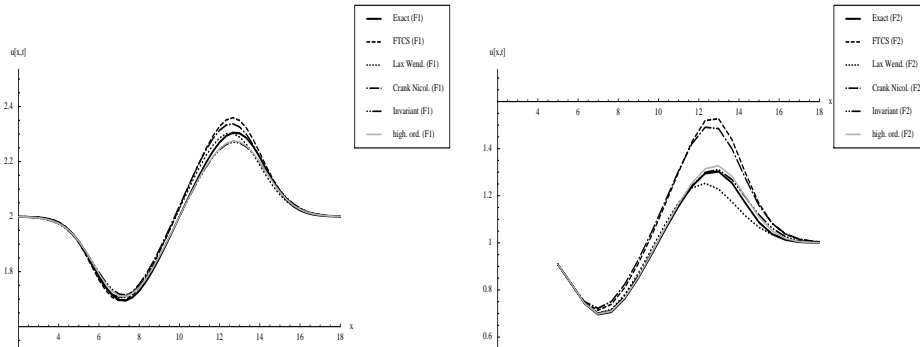 Exact (F1)
FTCS (F1)
Lax Wend. (F1)
Crank Nicol. (F1)
Invariant (F1)
high. ord. (F1)
u[x,t]
2.4
2.2
2
1.8
4 6 8 10 12 14 16 18
x
Exact (F2)
FTCS (F2)
Lax Wend. (F2)
Crank Nicol. (F2
Invariant (F2)
high. ord. (F2)
u[x,t]
x
4 6 8 10 12 14 16 18
1.4
1.2
1
0.8
0.6